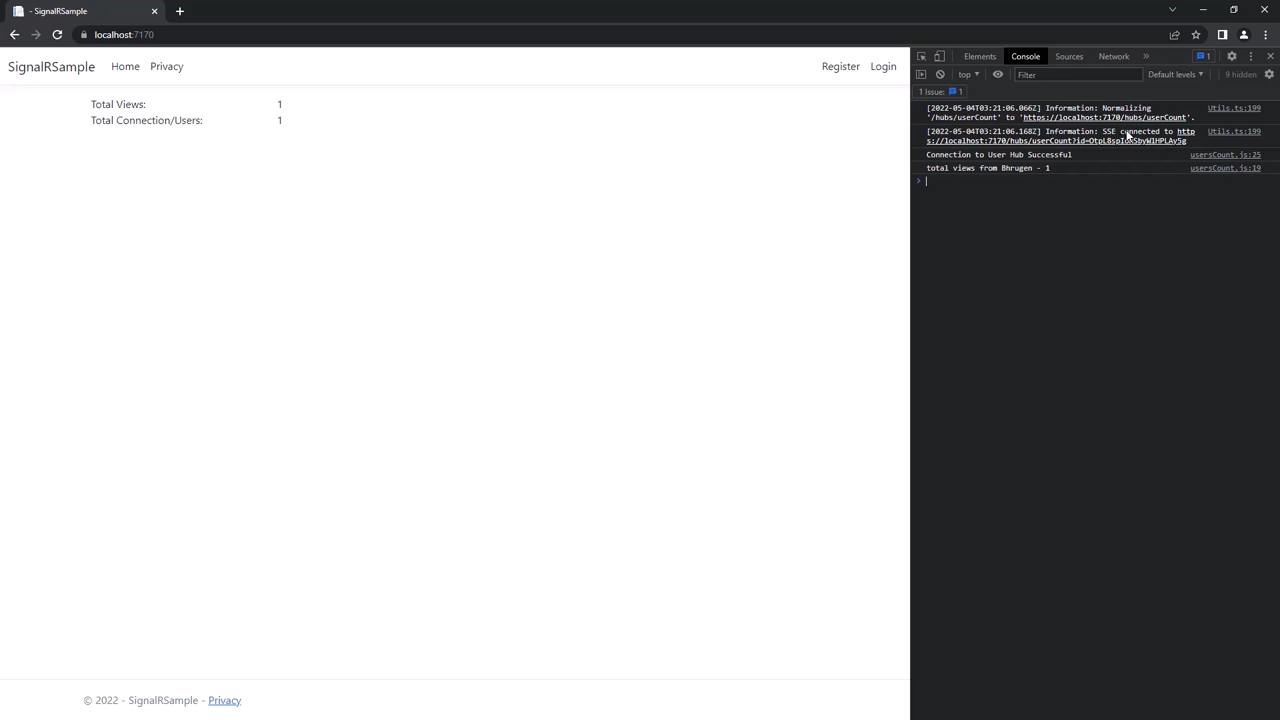 - SignalRSample
localhost:7170
SignalRSample Home Privacy Register Login
Total Views: 1
Total Connection/Users: 1
© 2022 - SignalRSample - Privacy
Elements Console Sources Network » 1
top Filter Default levels 9 hidden
1 Issue: 1
[2022-05-04T03:21:06.066Z] Information: Normalizing Utils.ts:199
'/hubs/userCount' to 'https://localhost:7170/hubs/userCount'.
[2022-05-04T03:21:06.168Z] Information: SSE connected to http Utils.ts:199
Connection to User Hub Successful usersCount.js:25
total views from Bhrugen - 1 usersCount.js:19
>